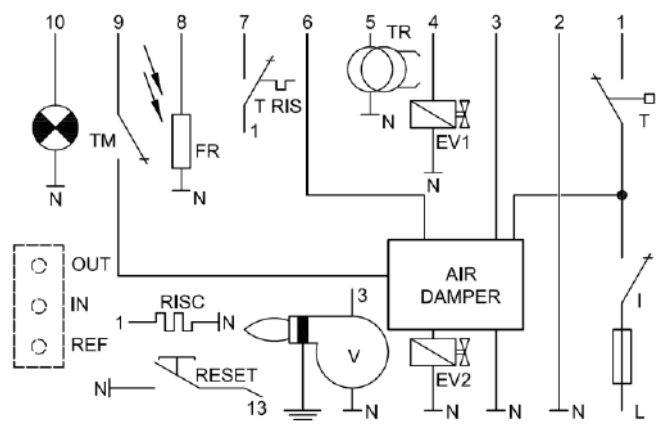 10 9 8 7 6 5 4 3 2 1
TR
T RIS
1
N
TM
FR
N
N
EV1
N
T
OUT
IN
REF
RISC
1
N
3
V
AIR
DAMPER
I
EV2
N
RESET
13
N
N
N
N
L